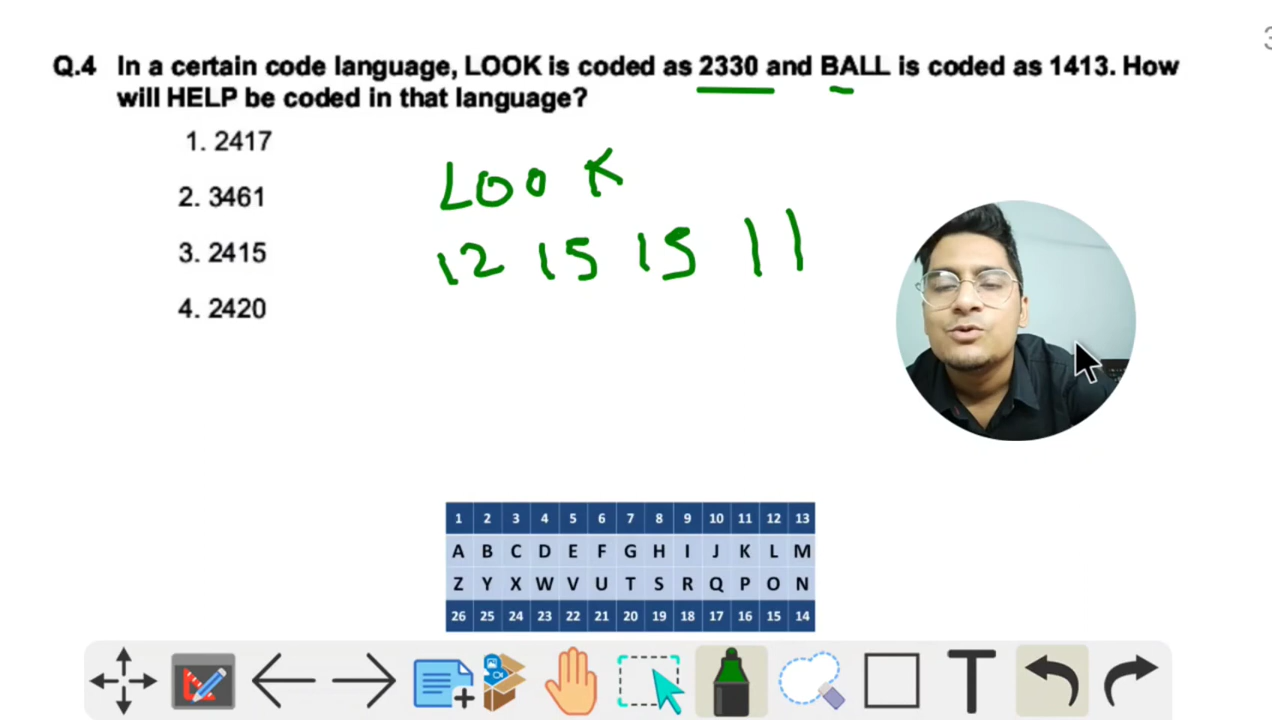 3
Q.4 In a certain code language, LOOK is coded as 2330 and BALL is coded as 1413. How
will HELP be coded in that language?
1. 2417
2. 3461
3. 2415
4. 2420
LOOK
12 15 15 11
1 2 3 4 5 6 7 8 9 10 11 12 13
A B C D E F G H I J K L M
Z Y X W V U T S R Q P O N
26 25 24 23 22 21 20 19 18 17 16 15 14
T